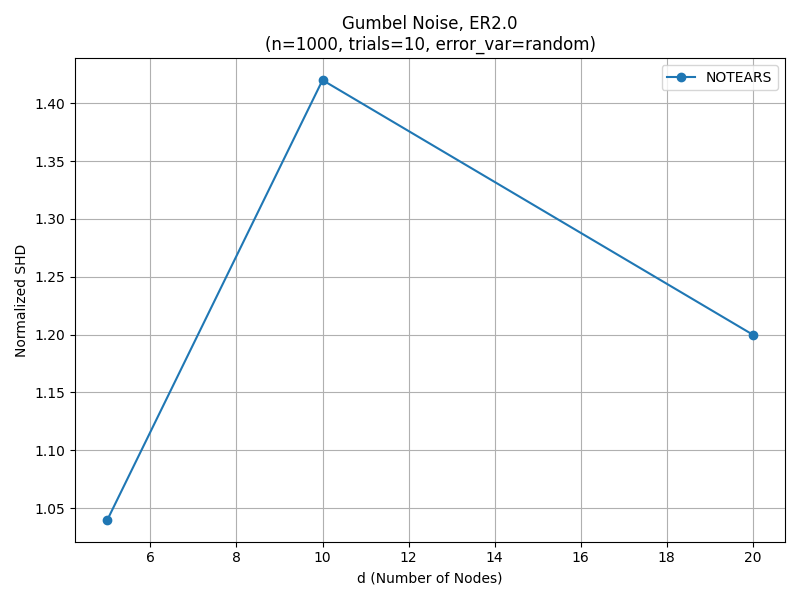 Gumbel Noise, ER2.0
(n=1000, trials=10, error_var=random)
NOTEARS
Normalized SHD
1.40
1.35
1.30
1.25
1.20
1.15
1.10
1.05
6 8 10 12 14 16 18 20
d (Number of Nodes)